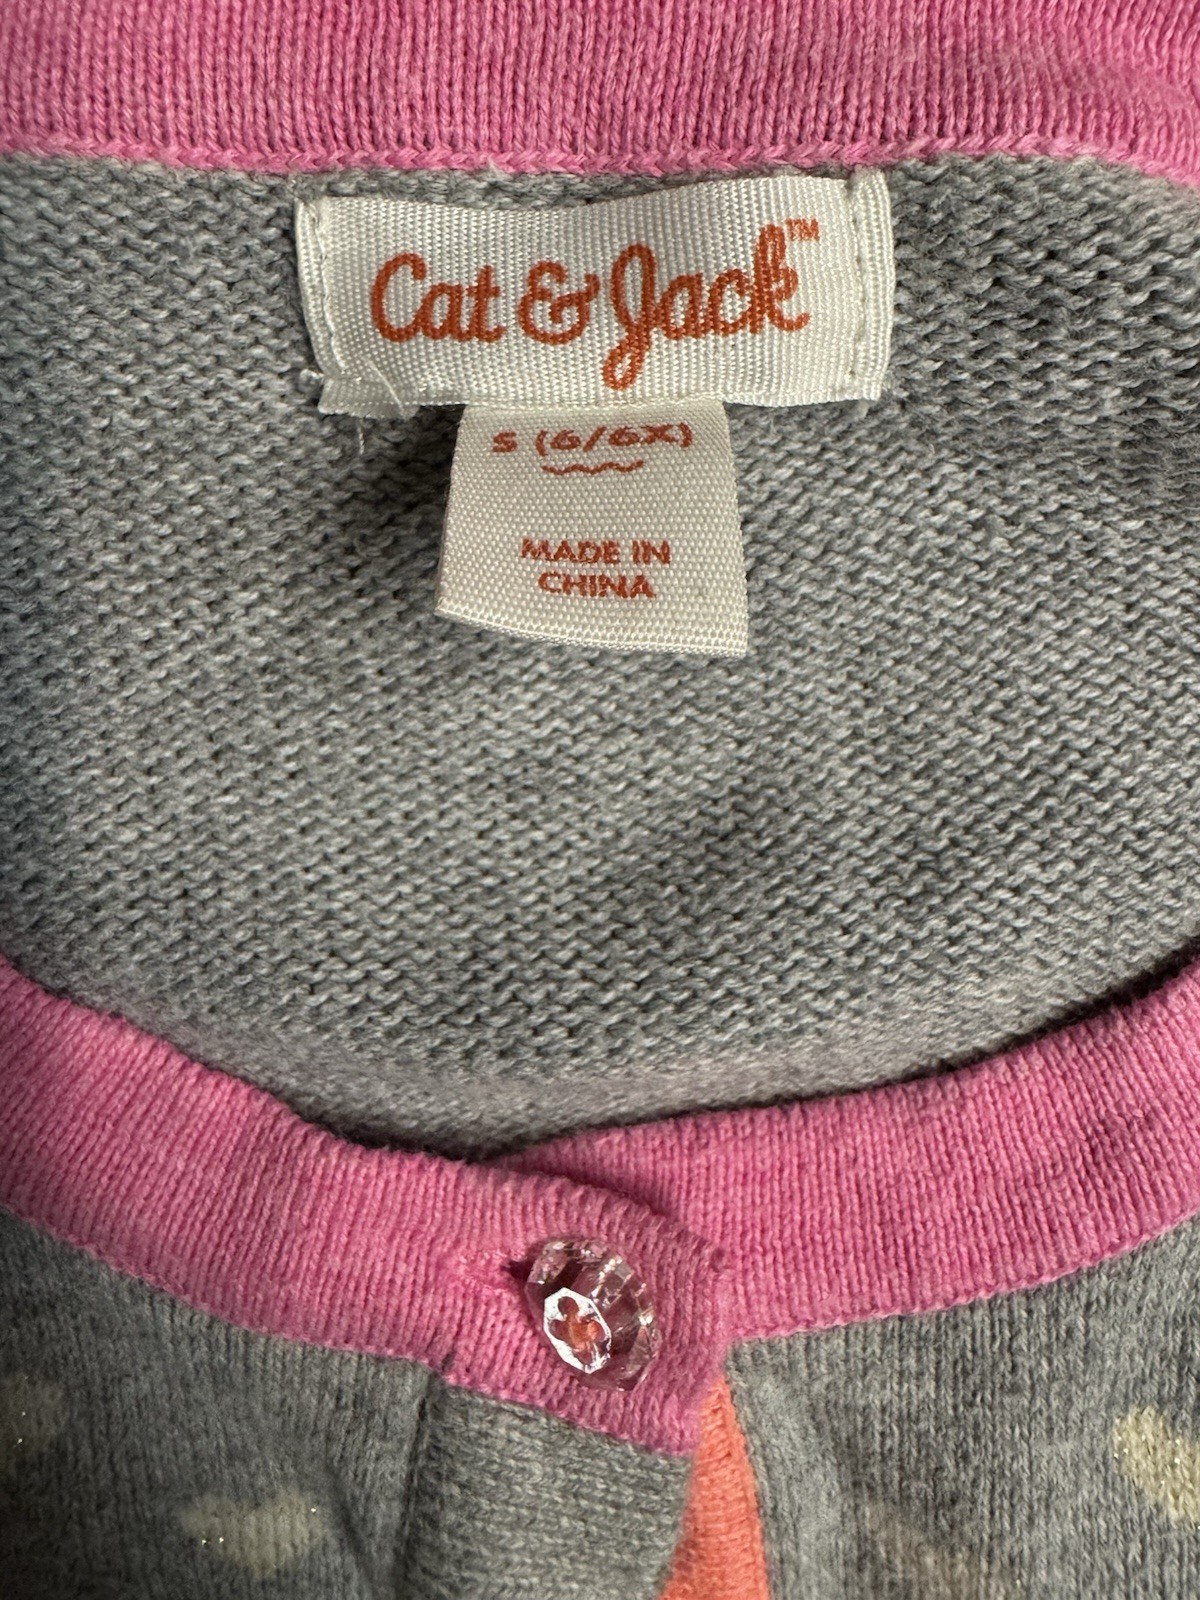 Cat & Jack™
S (6/6X)
MADE IN
CHINA